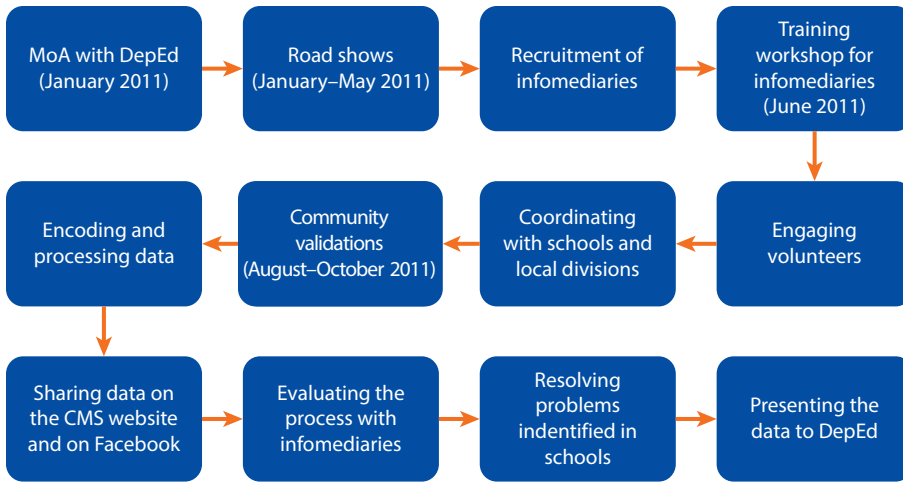 MoA with DepEd
(January 2011)
Road shows
(January–May 2011)
Recruitment of
infomediaries
Training
workshop for
infomediaries
(June 2011)
Engaging
volunteers
Coordinating
with schools and
local divisions
Community
validations
(August–October 2011)
Encoding and
processing data
Sharing data on
the CMS website
and on Facebook
Evaluating the
process with
infomediaries
Resolving
problems
indentified in
schools
Presenting the
data to DepEd